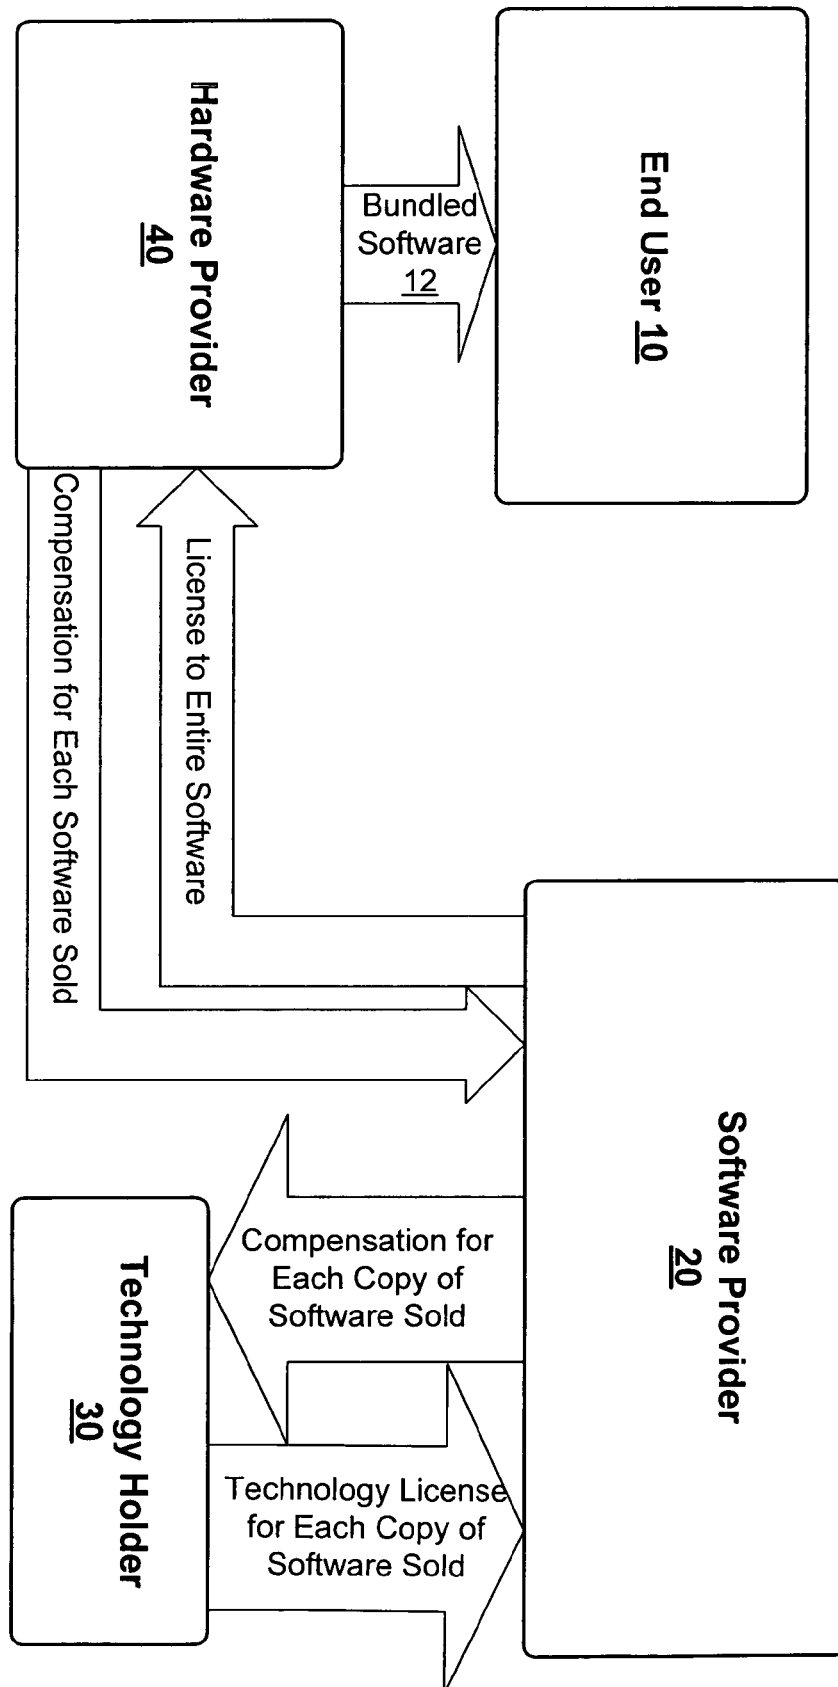 End User 10
Bundled
Software
12
Hardware Provider
40
License to Entire Software
Compensation for Each Software Sold
Software Provider
20
Compensation for
Each Copy of
Software Sold
Technology License
for Each Copy of
Software Sold
Technology Holder
30